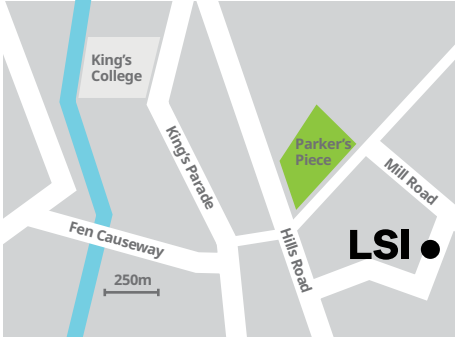 King's
College
King's Parade
Parker's
Piece
Mill Road
Fen Causeway
Hills Road
LSI
250m